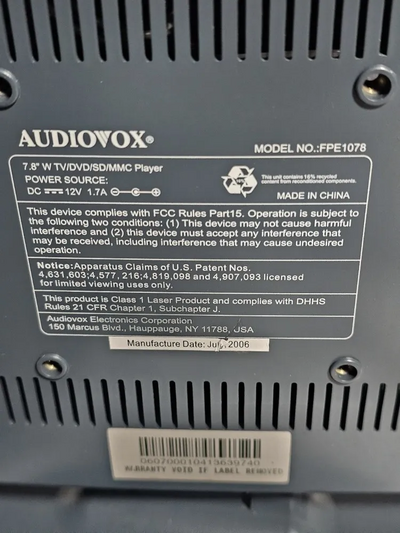 AUDIOVOX®
MODEL NO.:FPE1078
7.8" W TV/DVD/SD/MMC Player
POWER SOURCE:
DC 12V 1.7A
This unit contains 16% recycled
content from reconditioned components.
MADE IN CHINA
This device complies with FCC Rules Part15. Operation is subject to
the following two conditions: (1) This device may not cause harmful
interference and (2) this device must accept any interference that
may be received, including interference that may cause undesired
operation.
Notice:Apparatus Claims of U.S. Patent Nos.
4,631,603;4,577, 216;4,819,098 and 4,907,093 licensed
for limited viewing uses only.
This product is Class 1 Laser Product and complies with DHHS
Rules 21 CFR Chapter 1, Subchapter J.
Audiovox Electronics Corporation
150 Marcus Blvd., Hauppauge, NY 11788, USA
Manufacture Date: July. 2006
060700010413639740
WARRANTY VOID IF LABEL REMOVED